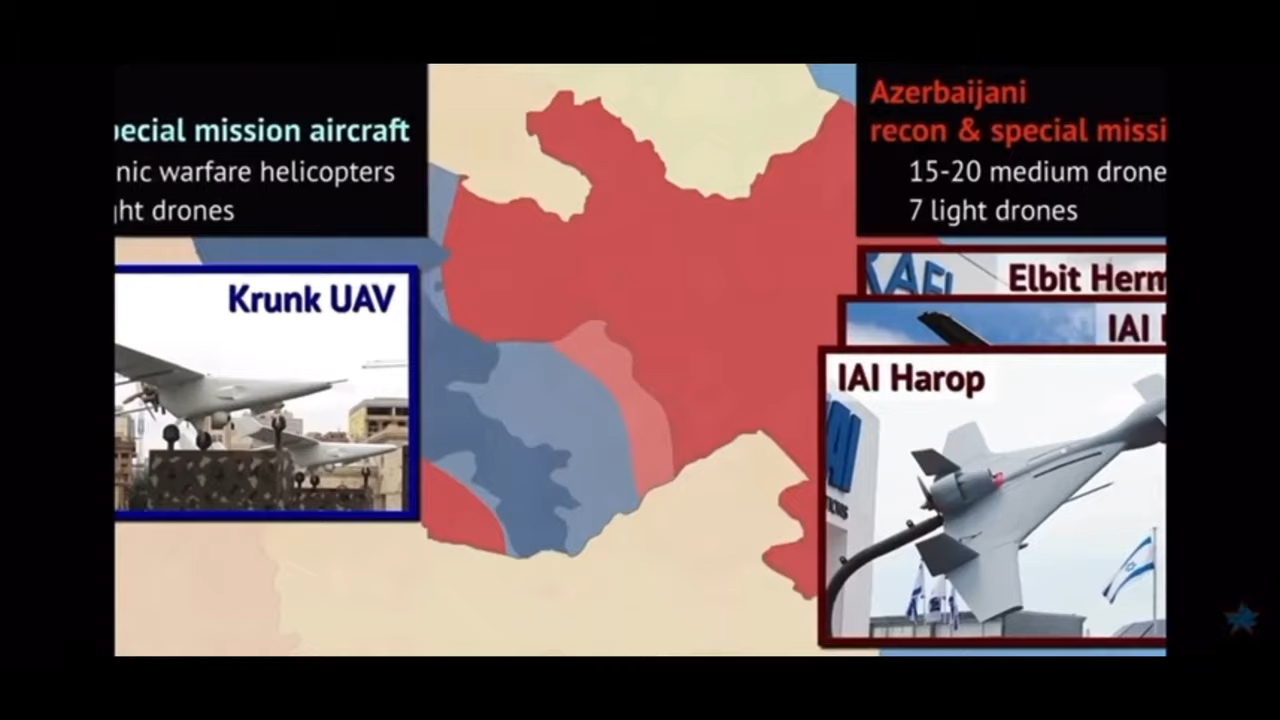 pecial mission aircraft
nic warfare helicopters
ght drones
Krunk UAV
Azerbaijani
recon & special missi
15-20 medium drone
7 light drones
Elbit Herm
IAI
IAI Harop